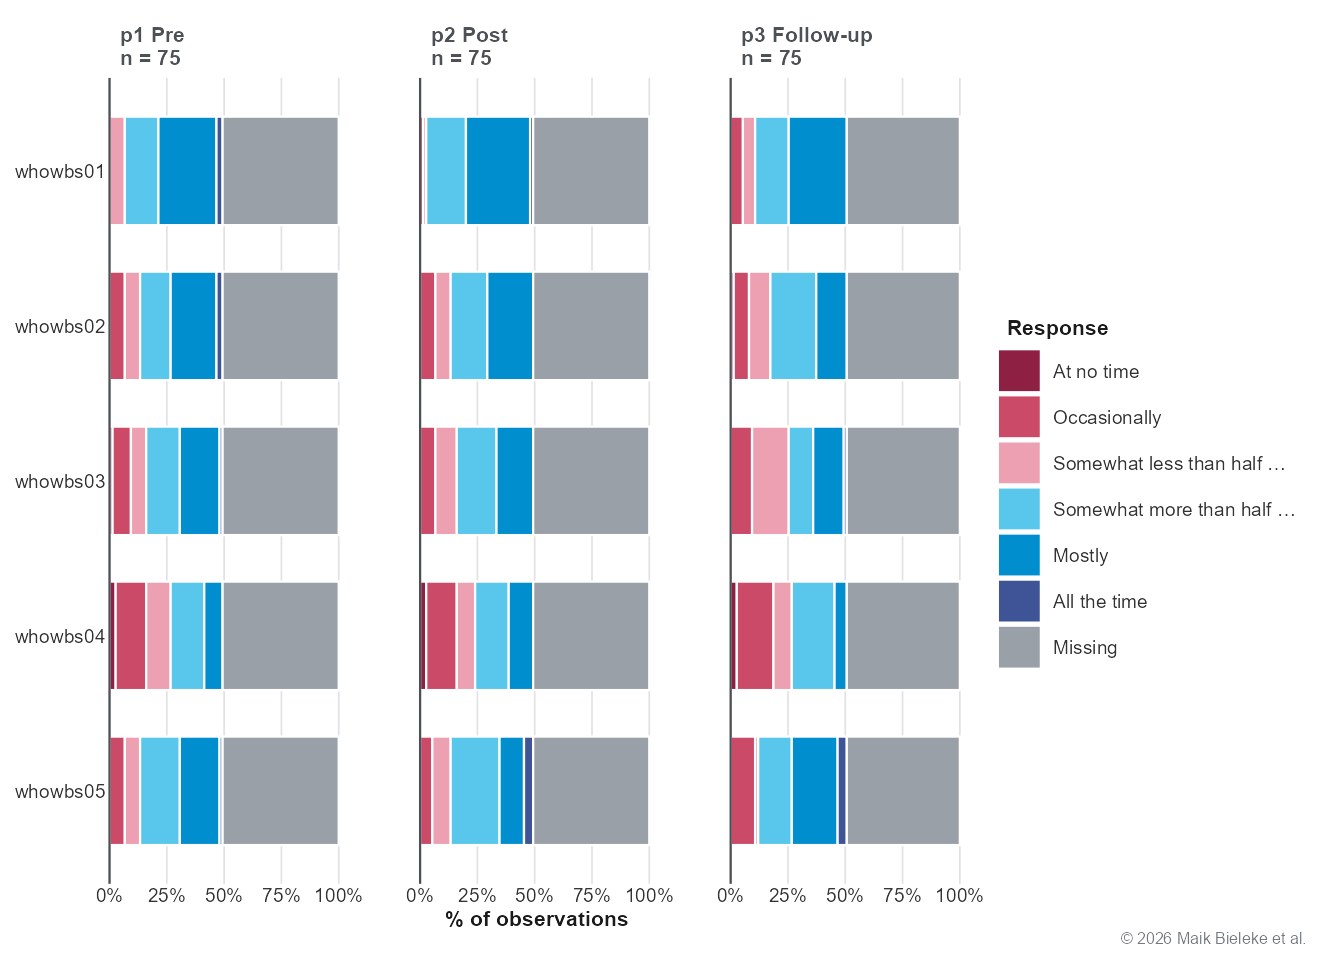 p1 Pre
n = 75
p2 Post
n = 75
p3 Follow-up
n = 75
whowbs01
whowbs02
whowbs03
whowbs04
whowbs05
0% 25% 50% 75% 100%
0% 25% 50% 75% 100%
0% 25% 50% 75% 100%
% of observations
Response
At no time
Occasionally
Somewhat less than half …
Somewhat more than half …
Mostly
All the time
Missing
© 2026 Maik Bieleke et al.